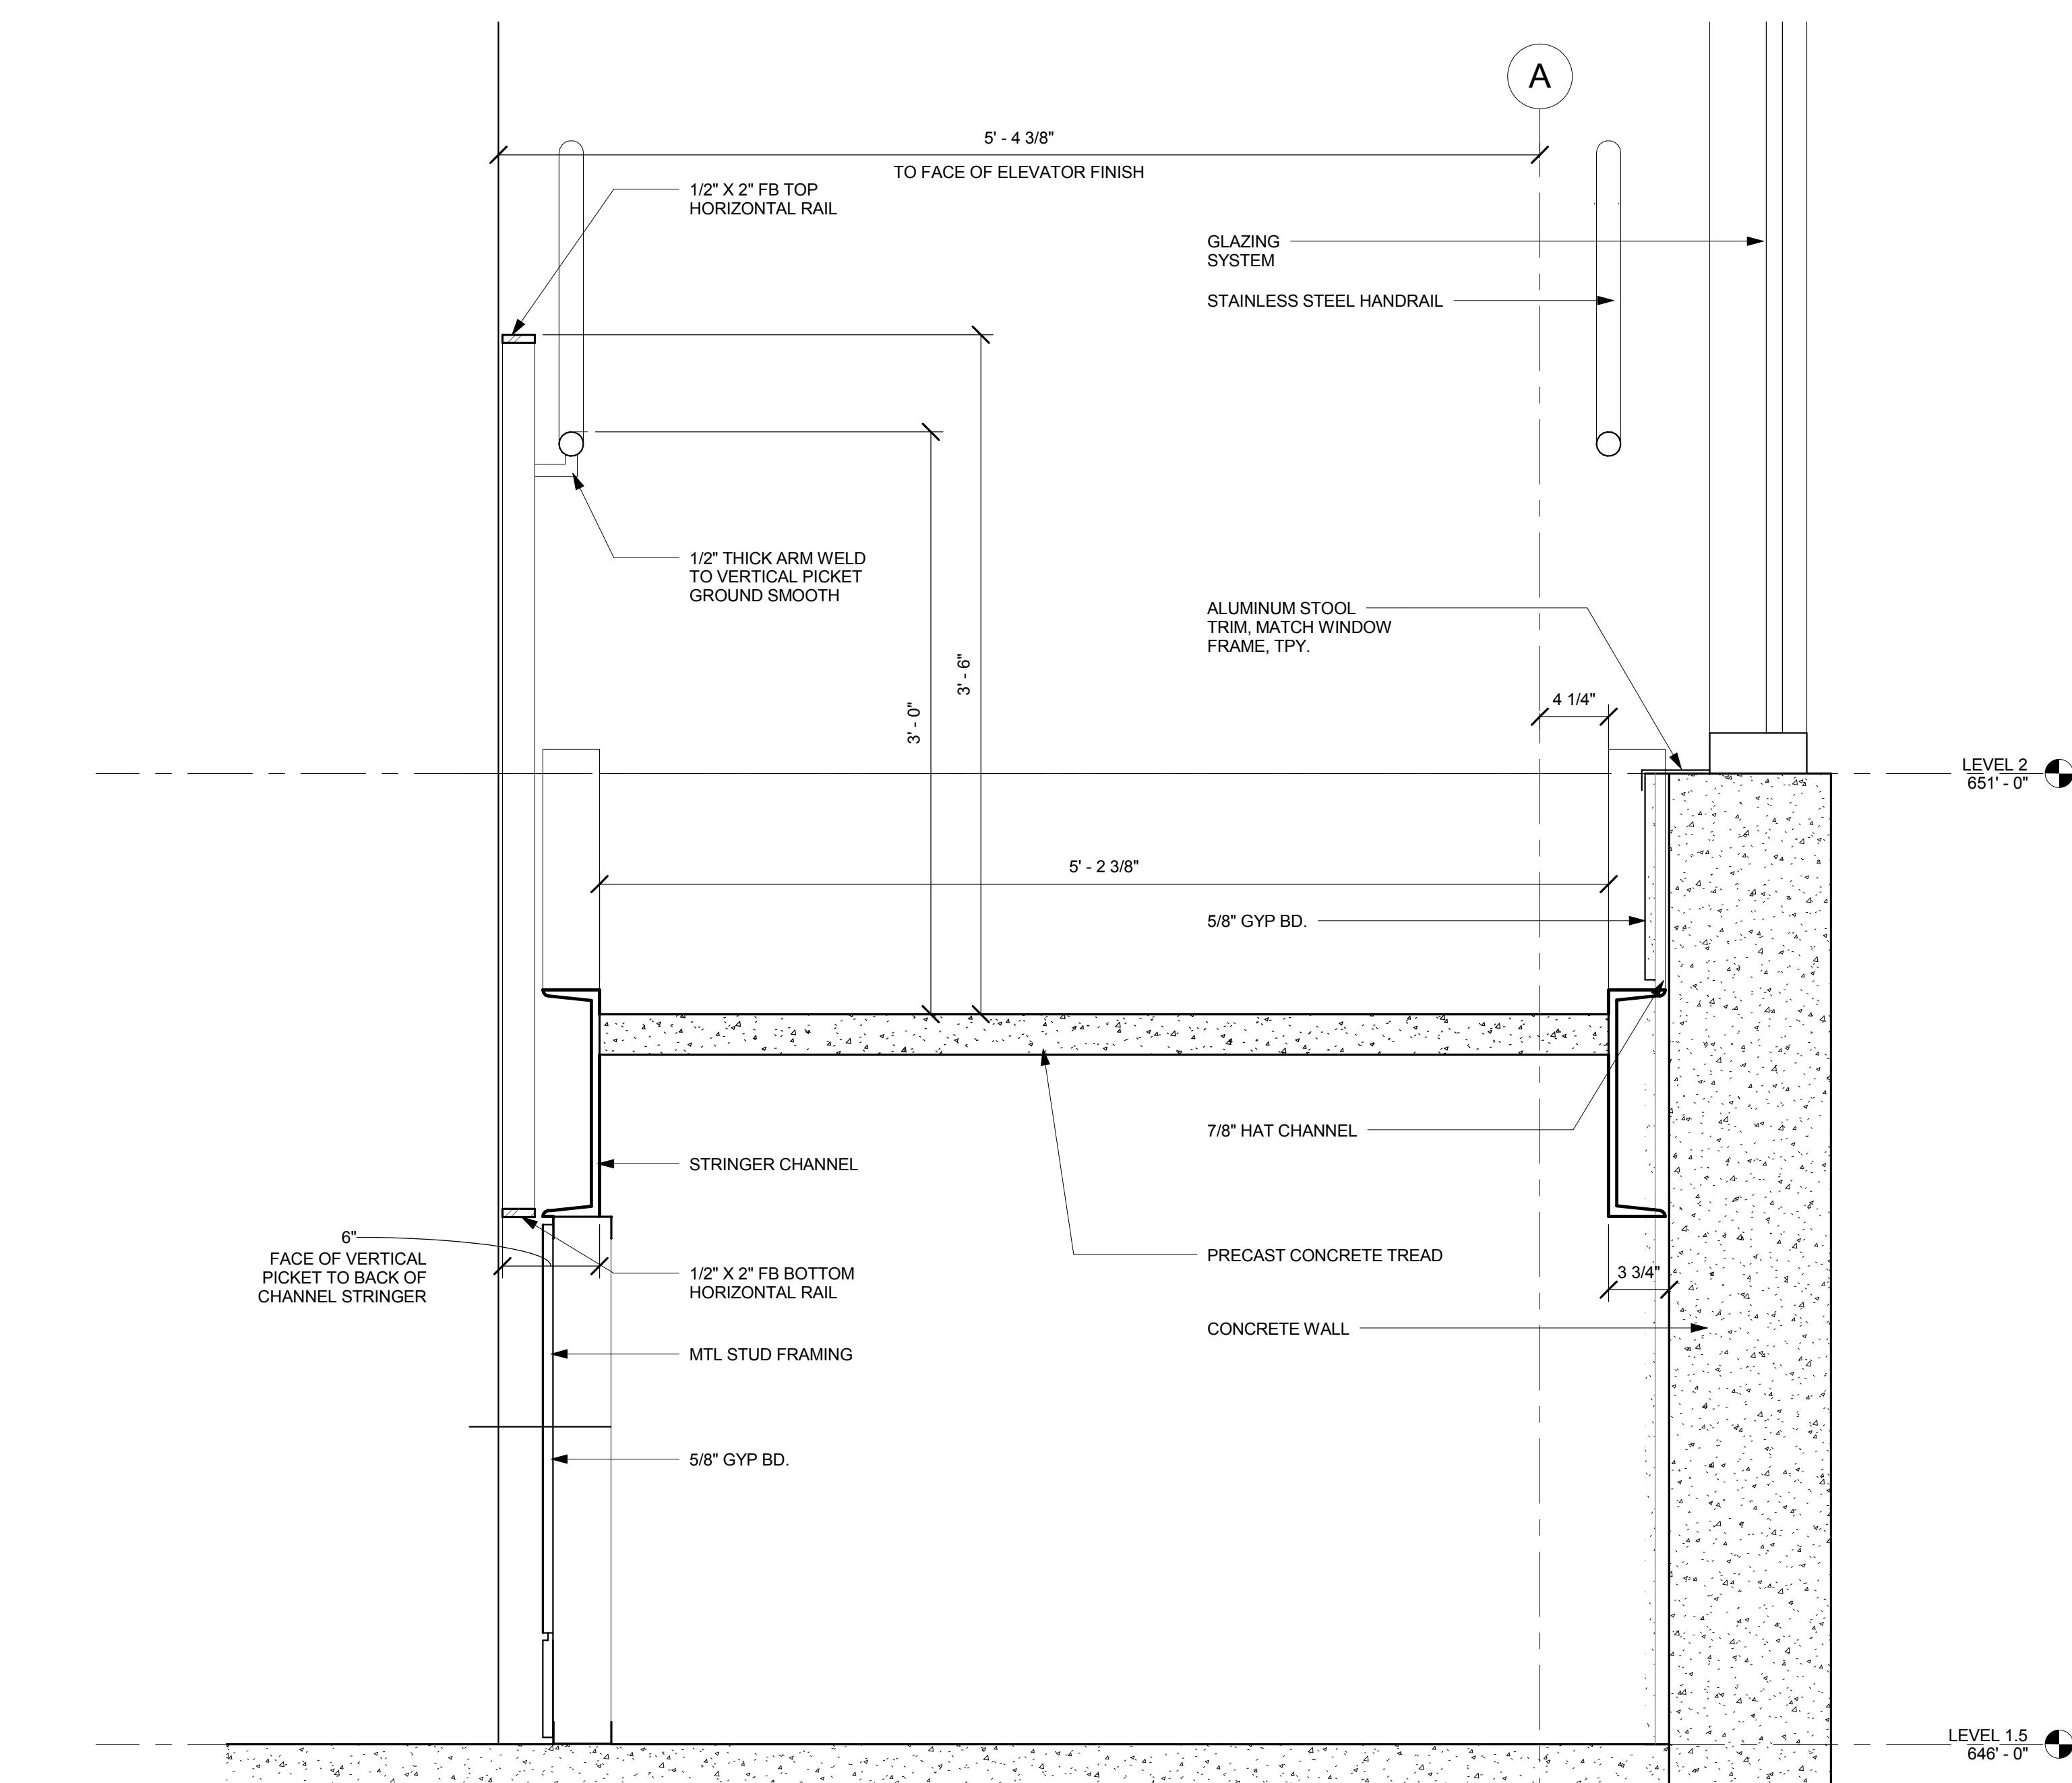 A
5' - 4 3/8"
TO FACE OF ELEVATOR FINISH
1/2" X 2" FB TOP
HORIZONTAL RAIL
GLAZING
SYSTEM
STAINLESS STEEL HANDRAIL
1/2" THICK ARM WELD
TO VERTICAL PICKET
GROUND SMOOTH
ALUMINUM STOOL
TRIM, MATCH WINDOW
FRAME, TPY.
3' - 6"
3' - 0"
4 1/4"
LEVEL 2
651' - 0"
5' - 2 3/8"
5/8" GYP BD.
7/8" HAT CHANNEL
STRINGER CHANNEL
6"
FACE OF VERTICAL
PICKET TO BACK OF
CHANNEL STRINGER
1/2" X 2" FB BOTTOM
HORIZONTAL RAIL
PRECAST CONCRETE TREAD
3 3/4"
CONCRETE WALL
MTL STUD FRAMING
5/8" GYP BD.
LEVEL 1.5
646' - 0"